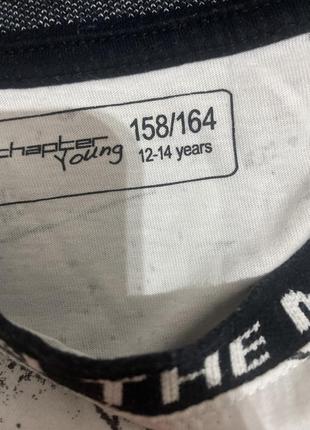 chapter
young
158/164
12-14 years
THE